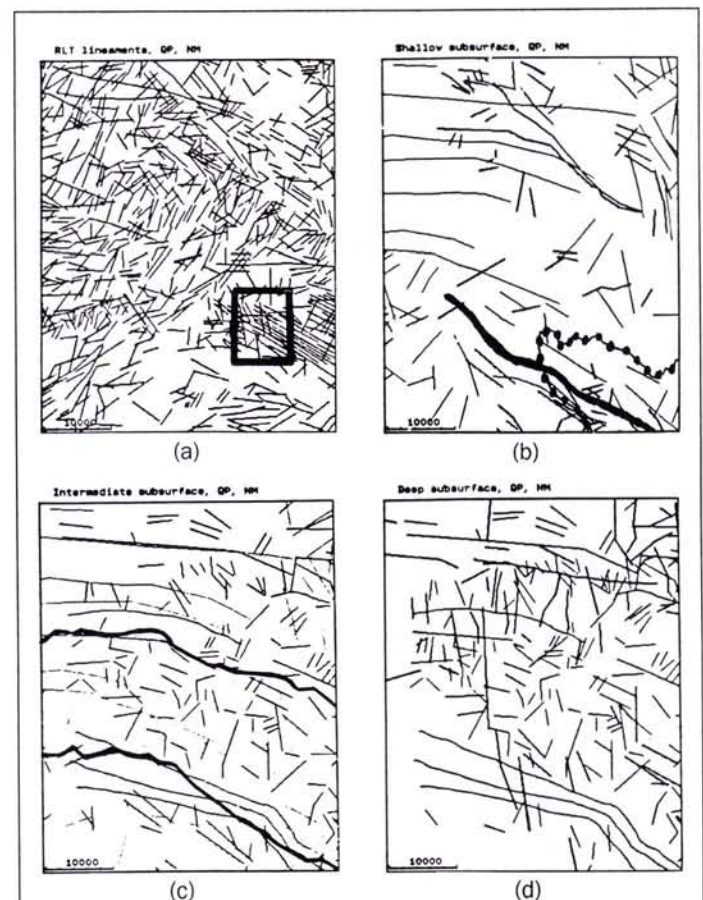 RLT lineaments, QP, NM
Shallow subsurface, QP, NM
10000
10000
(a)
(b)
Intermediate subsurface, QP, NM
Deep subsurface, QP, NM
10000
10000
(c)
(d)